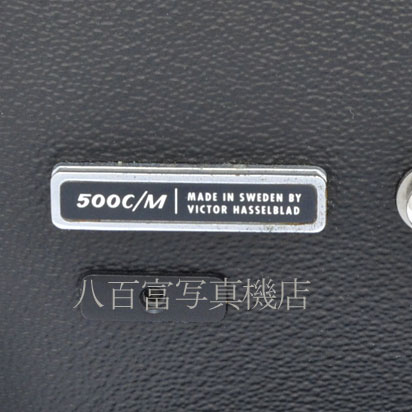 500C/M
MADE IN SWEDEN BY
VICTOR HASSELBLAD
八百富写真機店